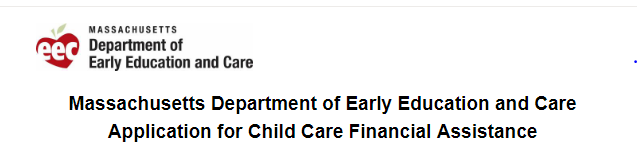 eec
MASSACHUSETTS
Department of
Early Education and Care
Massachusetts Department of Early Education and Care
Application for Child Care Financial Assistance